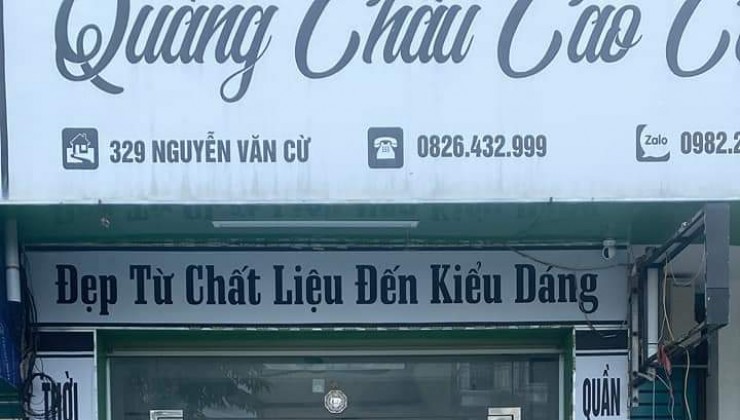 Quảng Châu Cao C
329 NGUYỄN VĂN CỪ
0826.432.999
Zalo
0982.2
Đẹp Từ Chất Liệu Đến Kiểu Dáng
THỜI
QUẦN